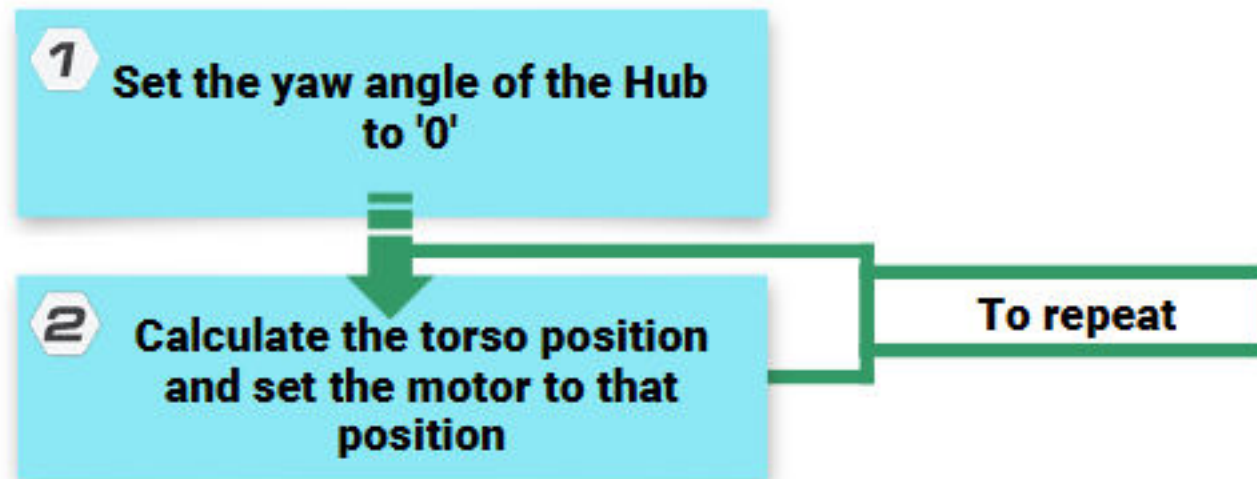 1
Set the yaw angle of the Hub
to '0'
2
Calculate the torso position
and set the motor to that
position
To repeat